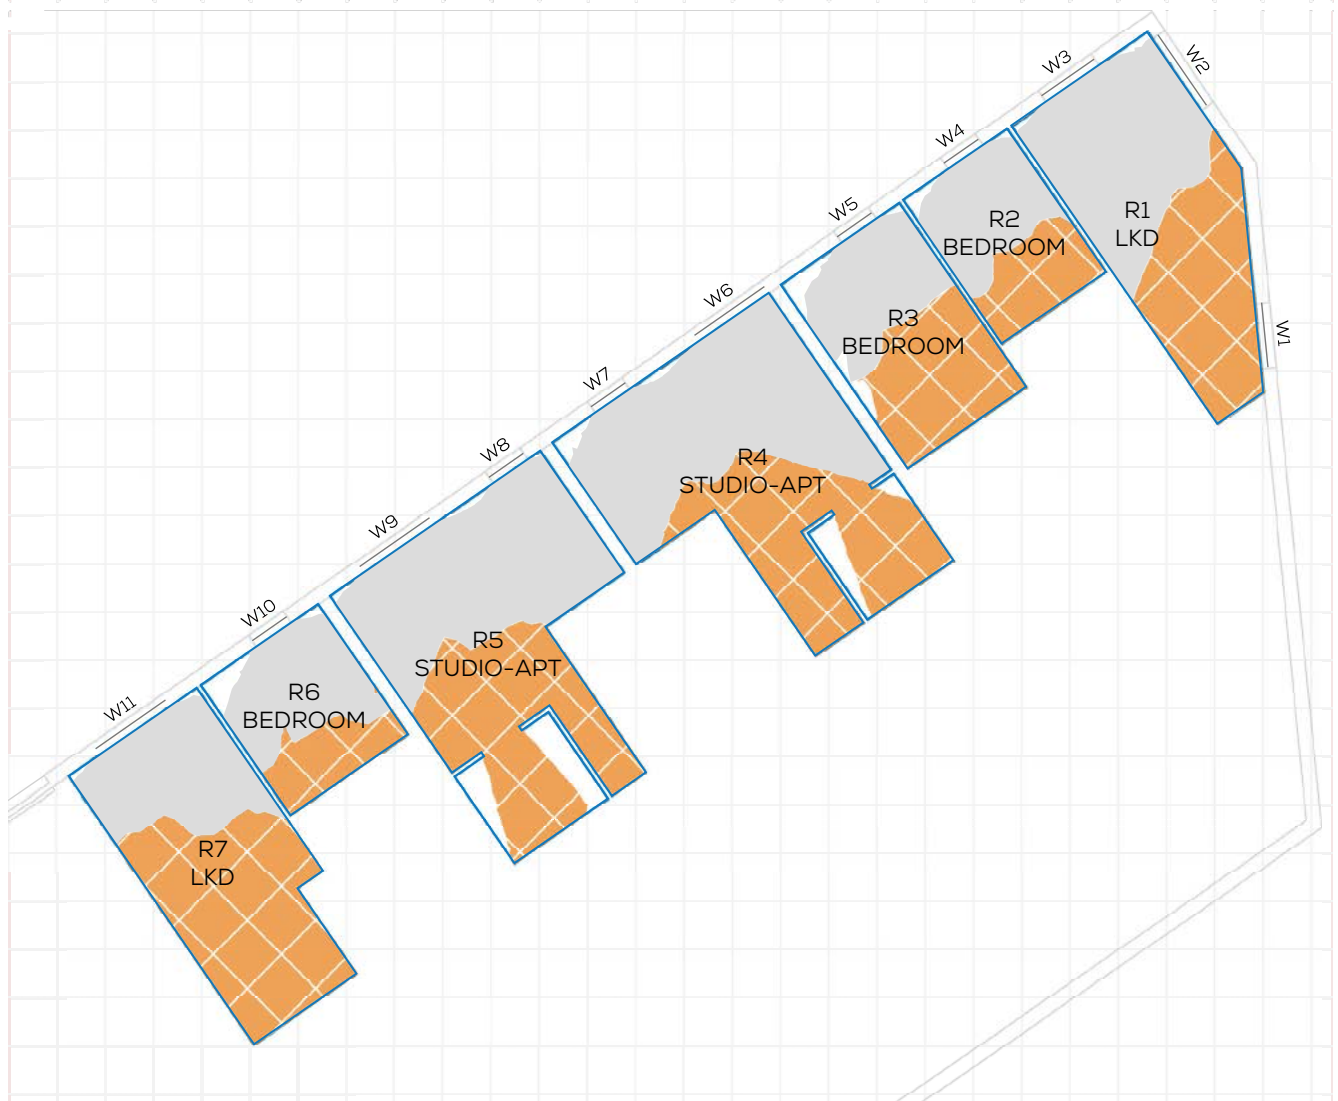 W3
W2
W4
W5
R1
LKD
R2
BEDROOM
W6
R3
BEDROOM
W1
W7
W8
R4
STUDIO-APT
W9
W10
R5
STUDIO-APT
W11
R6
BEDROOM
R7
LKD